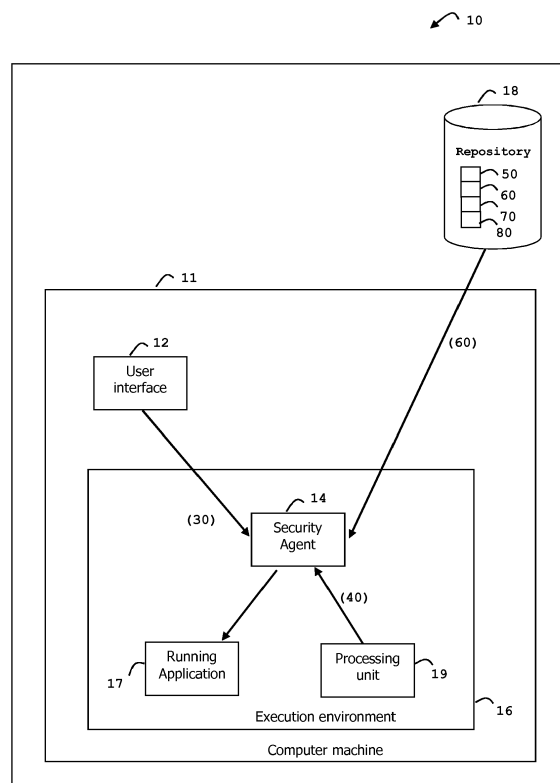 10
18
Repository
50
60
70
80
11
12
User
interface
(60)
14
(30)
Security
Agent
(40)
Running
Application
17
Processing
unit
19
16
Execution environment
Computer machine